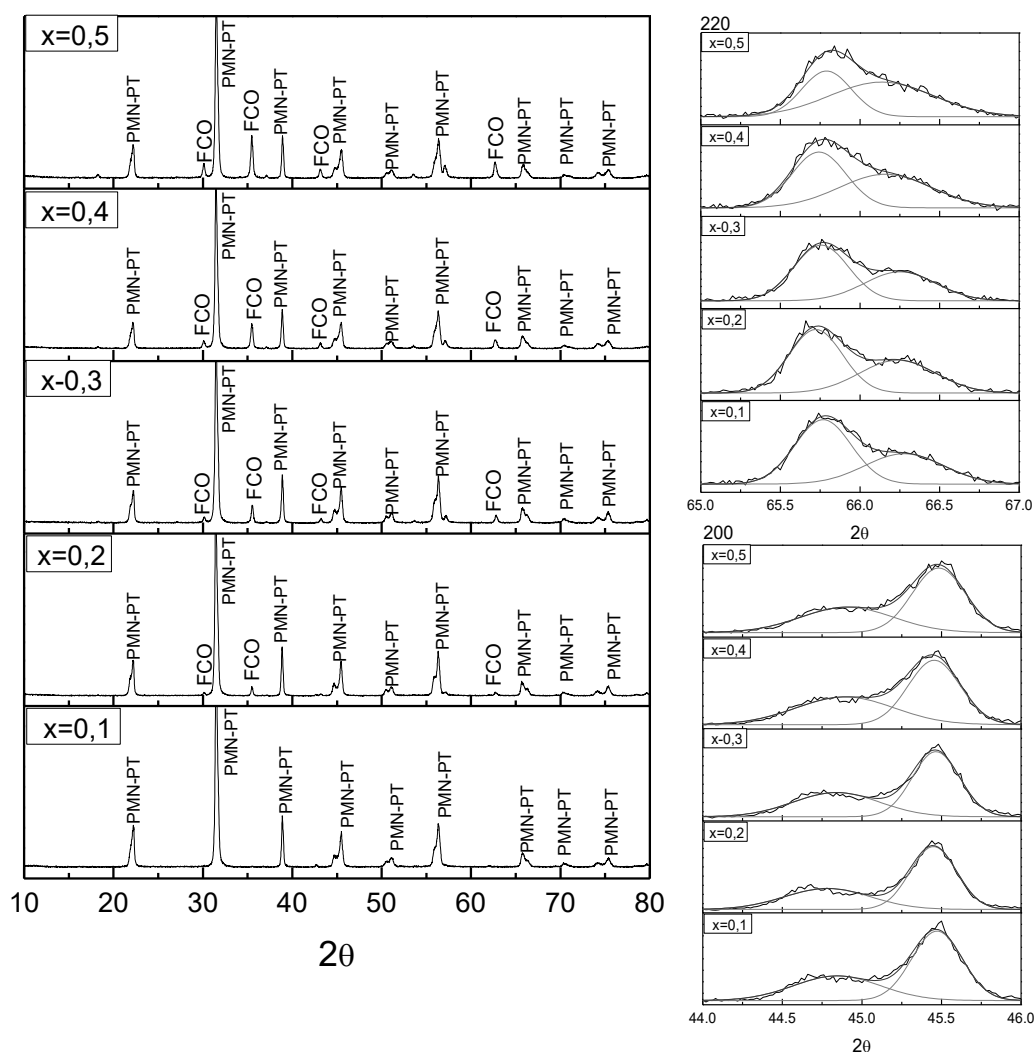 x=0,5
PMN-PT
FCO
PMN-PT
FCO
PMN-PT
FCO
PMN-PT
PMN-PT
PMN-PT
FCO
PMN-PT
PMN-PT
PMN-PT
x=0,4
PMN-PT
FCO
PMN-PT
FCO
PMN-PT
FCO
PMN-PT
PMN-PT
PMN-PT
FCO
PMN-PT
PMN-PT
PMN-PT
x-0,3
PMN-PT
FCO
PMN-PT
FCO
PMN-PT
FCO
PMN-PT
PMN-PT
PMN-PT
FCO
PMN-PT
PMN-PT
PMN-PT
x=0,2
PMN-PT
FCO
PMN-PT
FCO
PMN-PT
PMN-PT
PMN-PT
PMN-PT
FCO
PMN-PT
PMN-PT
PMN-PT
x=0,1
PMN-PT
PMN-PT
PMN-PT
PMN-PT
PMN-PT
PMN-PT
PMN-PT
PMN-PT
PMN-PT
10 20 30 40 50 60 70 80
2θ
220
x=0,5
x=0,4
x-0,3
x=0,2
x=0,1
65.0 65.5 66.0 66.5 67.0
2θ
200
x=0,5
x=0,4
x-0,3
x=0,2
x=0,1
44.0 44.5 45.0 45.5 46.0
2θ